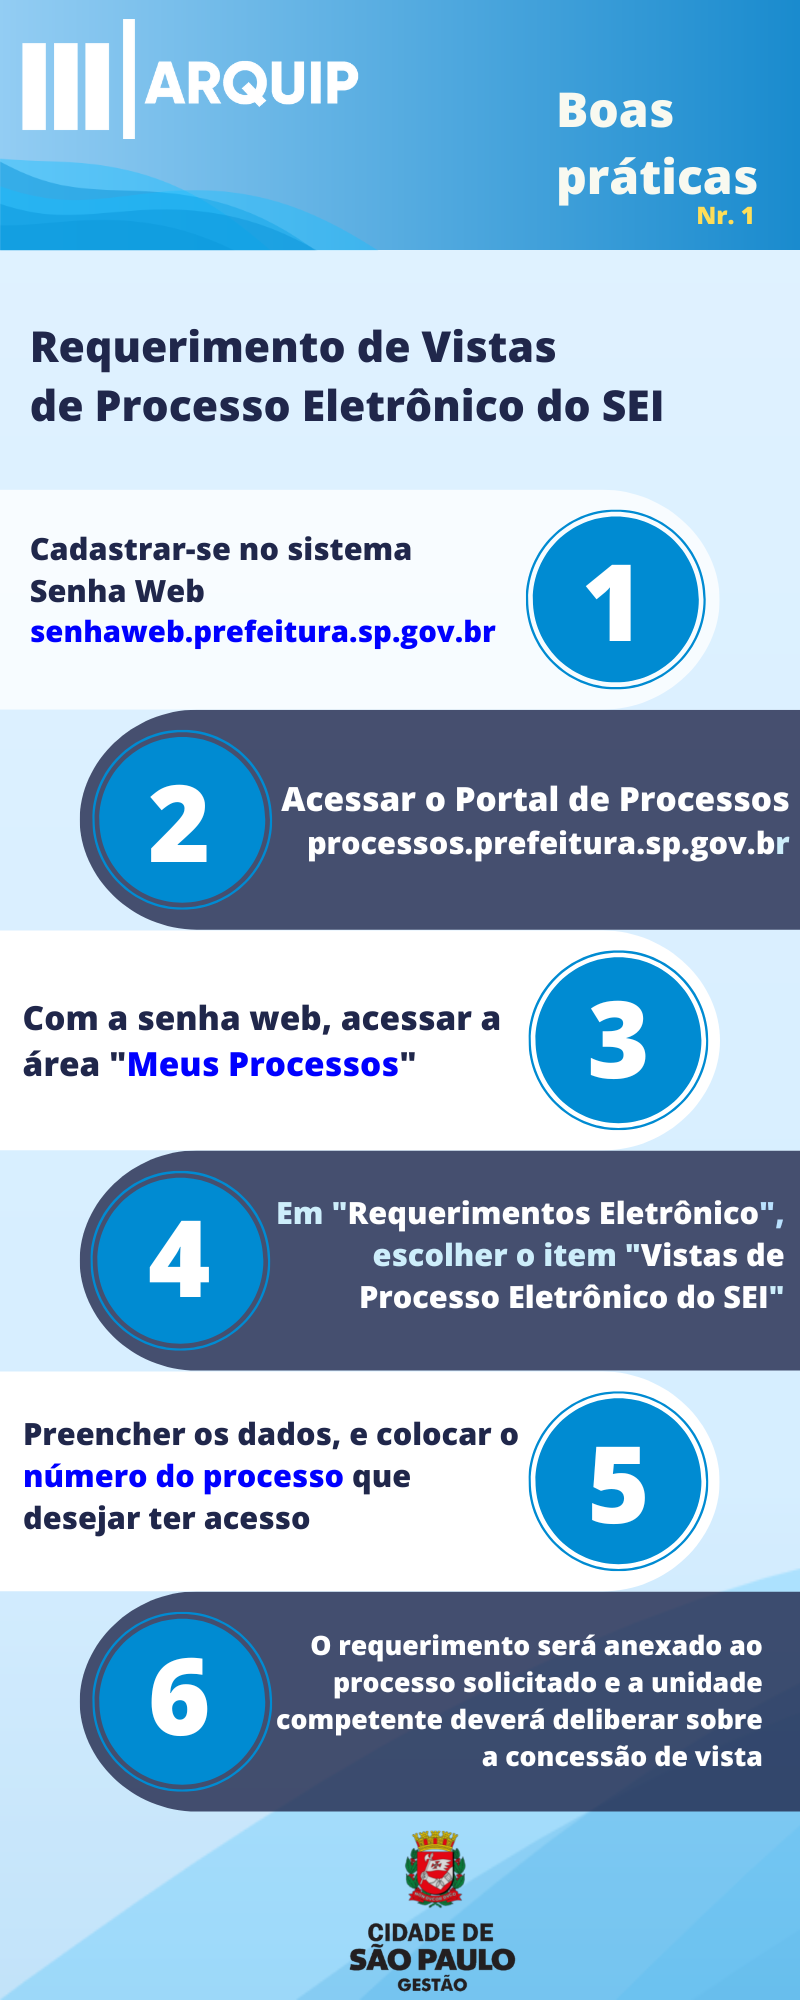 ARQUIP
Boas
práticas
Nr. 1
Requerimento de Vistas
de Processo Eletrônico do SEI
Cadastrar-se no sistema
Senha Web
senhaweb.prefeitura.sp.gov.br
1
2
Acessar o Portal de Processos
processos.prefeitura.sp.gov.br
Com a senha web, acessar a
área "Meus Processos"
3
4
Em "Requerimentos Eletrônico",
escolher o item "Vistas de
Processo Eletrônico do SEI"
Preencher os dados, e colocar o
número do processo que
desejar ter acesso
5
6
O requerimento será anexado ao
processo solicitado e a unidade
competente deverá deliberar sobre
a concessão de vista
CIDADE DE
SÃO PAULO
GESTÃO